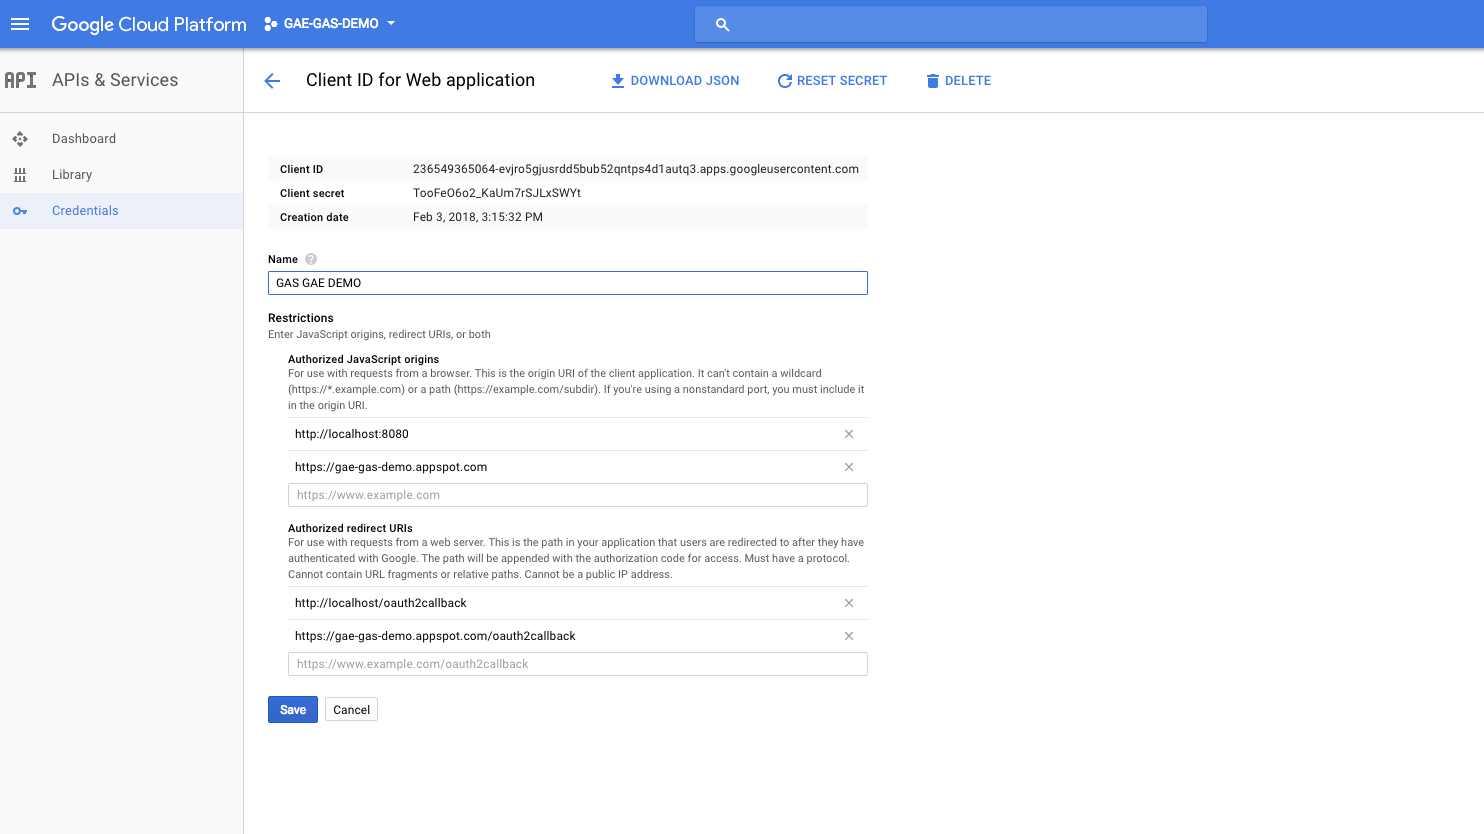 Google Cloud Platform GAE-GAS-DEMO
API APIs & Services
Client ID for Web application DOWNLOAD JSON RESET SECRET DELETE
Dashboard
Library
Credentials
Client ID 236549365064-evjro5gjusrdd5bub52qntps4d1autq3.apps.googleusercontent.com
Client secret TooFeO6o2_KaUm7rSJLxSWYt
Creation date Feb 3, 2018, 3:15:32 PM
Name ?
GAS GAE DEMO
Restrictions
Enter JavaScript origins, redirect URIs, or both
Authorized JavaScript origins
For use with requests from a browser. This is the origin URI of the client application. It can't contain a wildcard
(https://*.example.com) or a path (https://example.com/subdir). If you're using a nonstandard port, you must include it
in the origin URI.
http://localhost:8080
https://gae-gas-demo.appspot.com
https://www.example.com
Authorized redirect URIs
For use with requests from a web server. This is the path in your application that users are redirected to after they have
authenticated with Google. The path will be appended with the authorization code for access. Must have a protocol.
Cannot contain URL fragments or relative paths. Cannot be a public IP address.
http://localhost/oauth2callback
https://gae-gas-demo.appspot.com/oauth2callback
https://www.example.com/oauth2callback
Save Cancel